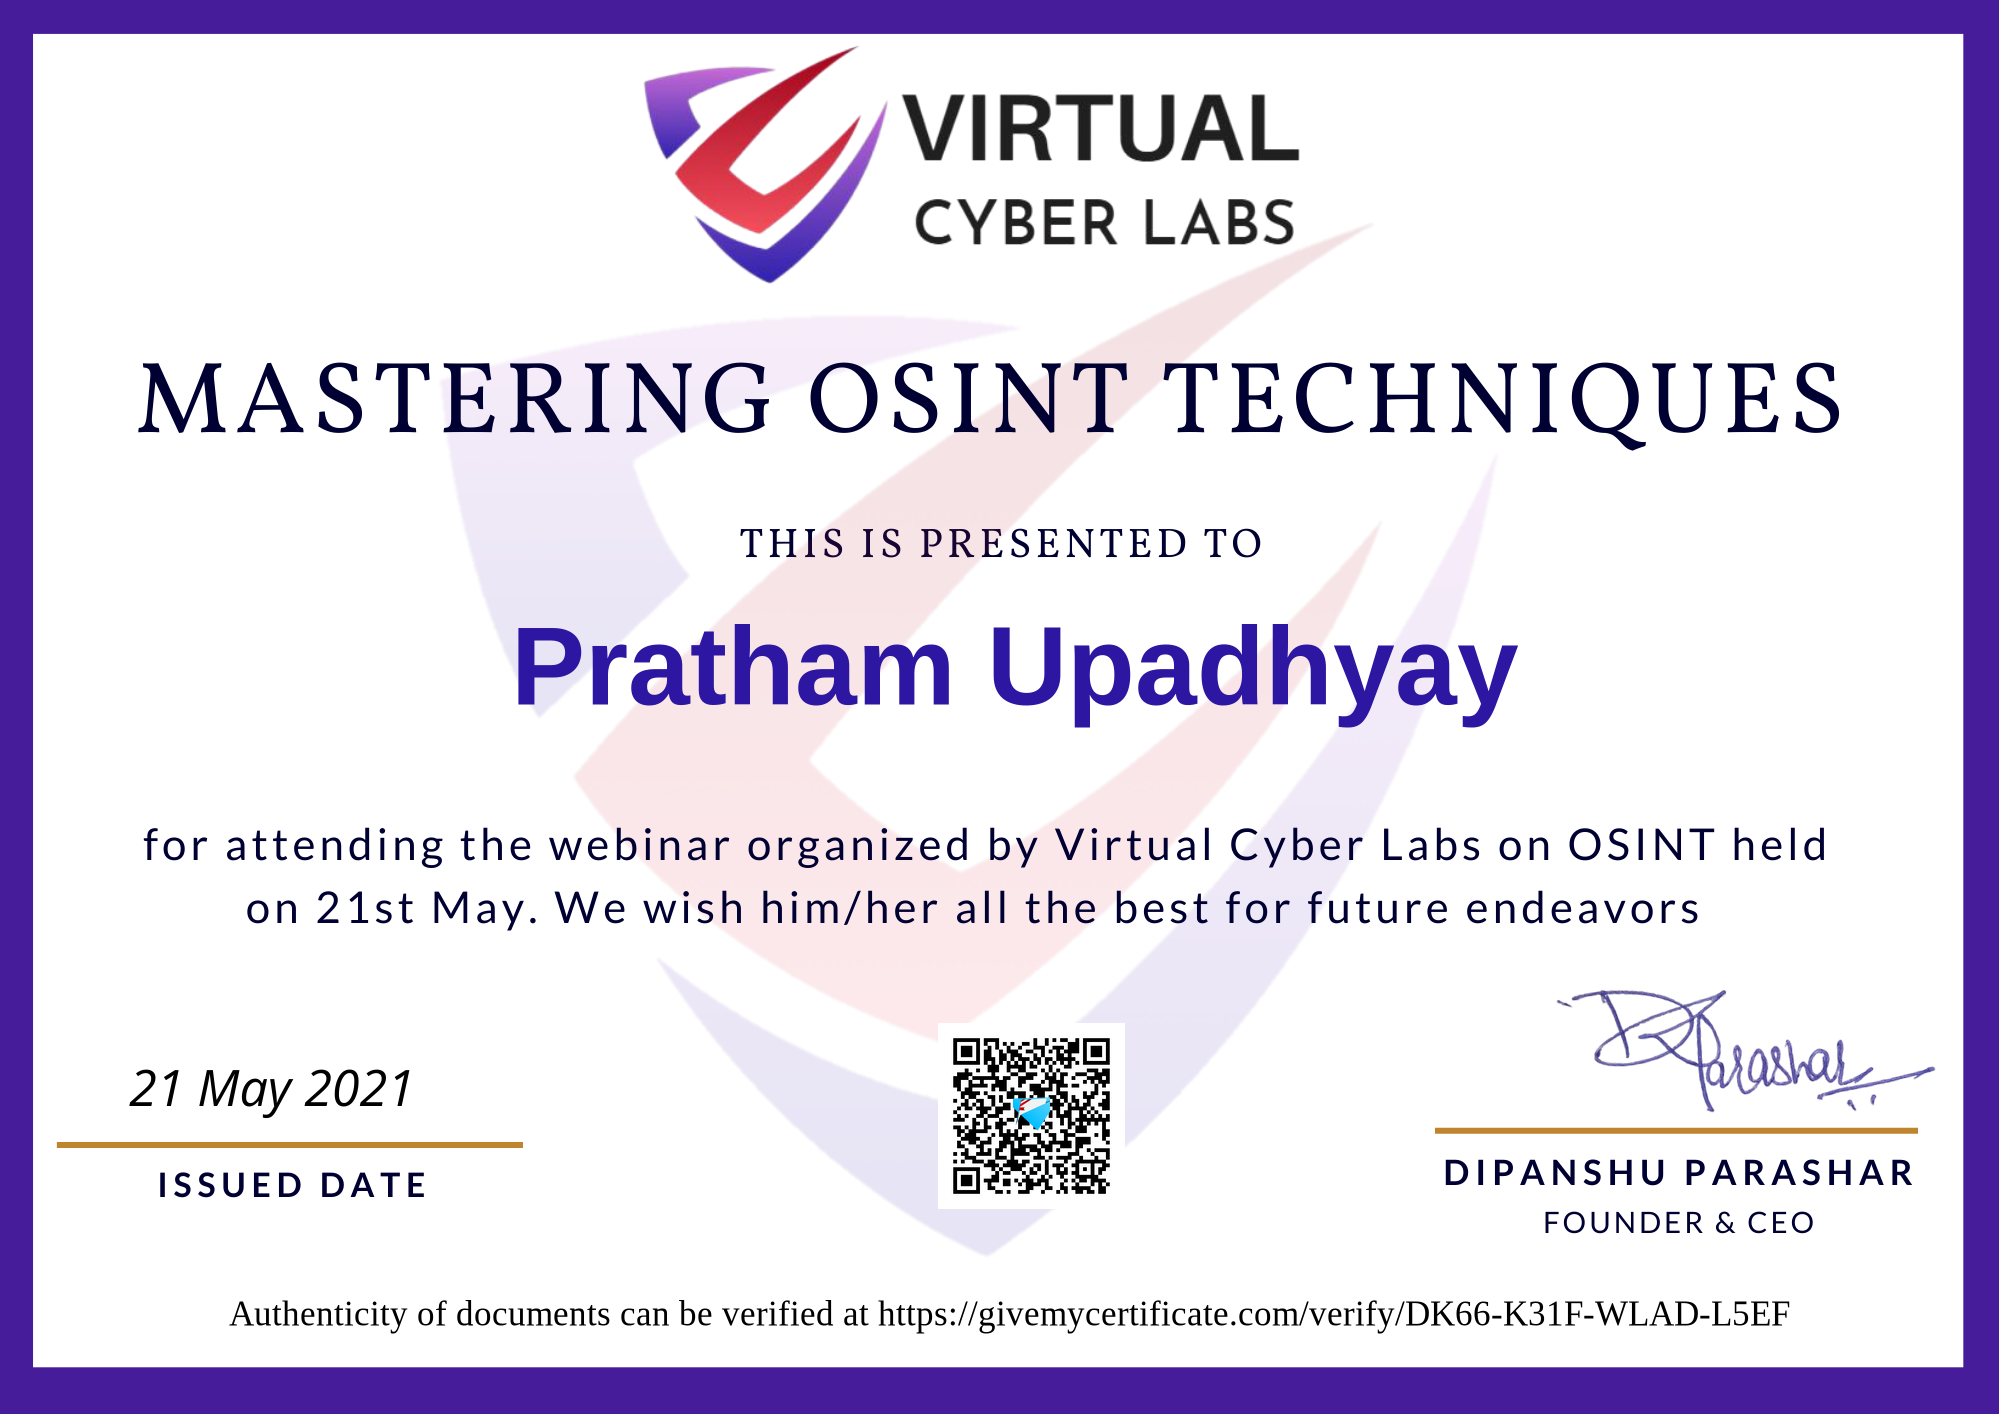 VIRTUAL
CYBER LABS
MASTERING OSINT TECHNIQUES
THIS IS PRESENTED TO
Pratham Upadhyay
for attending the webinar organized by Virtual Cyber Labs on OSINT held
on 21st May. We wish him/her all the best for future endeavors
21 May 2021
ISSUED DATE
DParashar
DIPANSHU PARASHAR
FOUNDER & CEO
Authenticity of documents can be verified at https://givemycertificate.com/verify/DK66-K31F-WLAD-L5EF